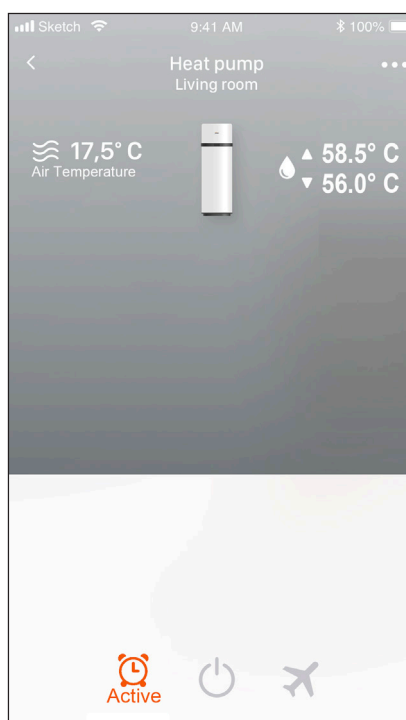 Sketch 9:41 AM 100%
Heat pump
Living room
17,5° C
Air Temperature
58.5° C
56.0° C
Active